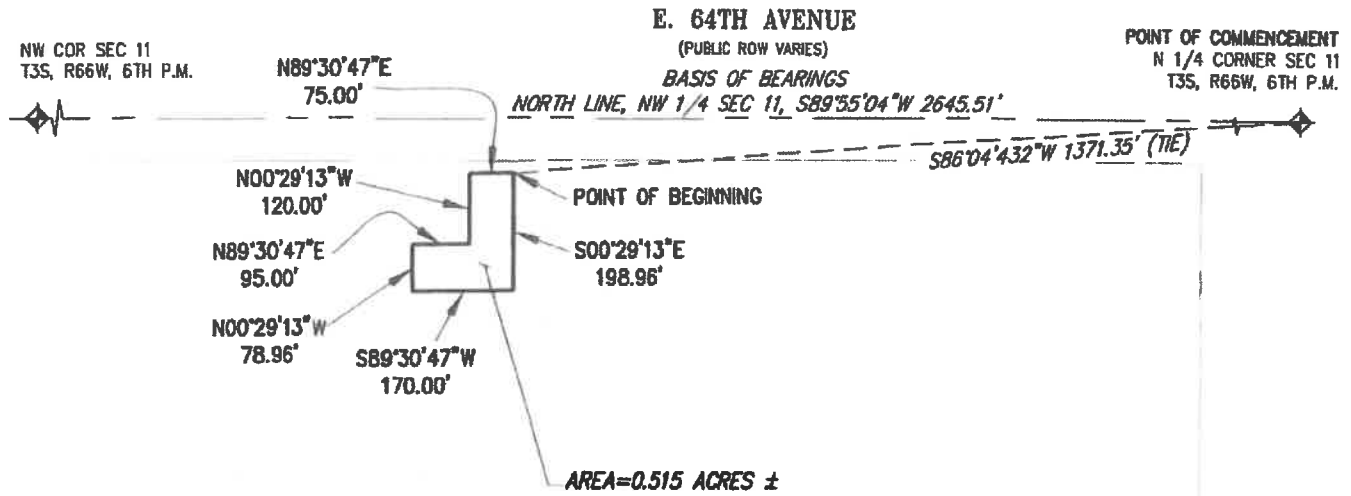 E. 64TH AVENUE
(PUBLIC ROW VARIES)
BASIS OF BEARINGS
NORTH LINE, NW 1/4 SEC 11, S89°55'04"W 2645.51'
NW COR SEC 11
T3S, R66W, 6TH P.M.
POINT OF COMMENCEMENT
N 1/4 CORNER SEC 11
T3S, R66W, 6TH P.M.
N89°30'47"E
75.00'
S86°04'432"W 1371.35' (TIE)
N00°29'13"W
120.00'
POINT OF BEGINNING
N89°30'47"E
95.00'
S00°29'13"E
198.96'
N00°29'13"W
78.96'
S89°30'47"W
170.00'
AREA=0.515 ACRES ±